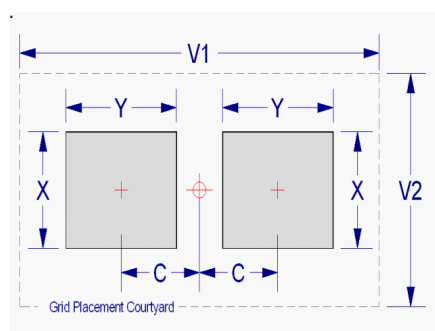 V1
Y Y
X X V2
C C
Grid Placement Courtyard